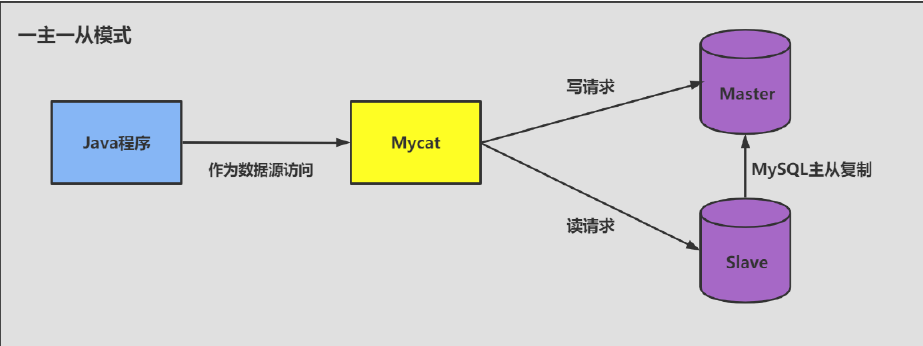 一主一从模式
Java程序
作为数据源访问
Mycat
写请求
读请求
Master
MySQL主从复制
Slave